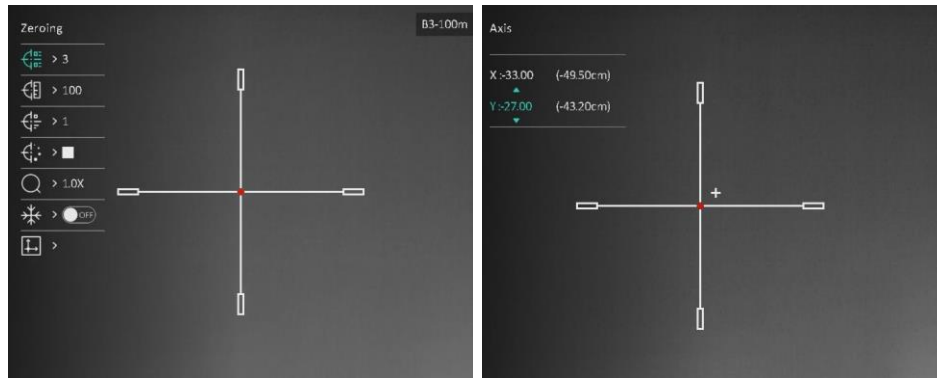 Zeroing
B3-100m
> 3
> 100
> 1
>
> 1.0X
> OFF
>
Axis
X :-33.00 (-49.50cm)
Y :-27.00 (-43.20cm)